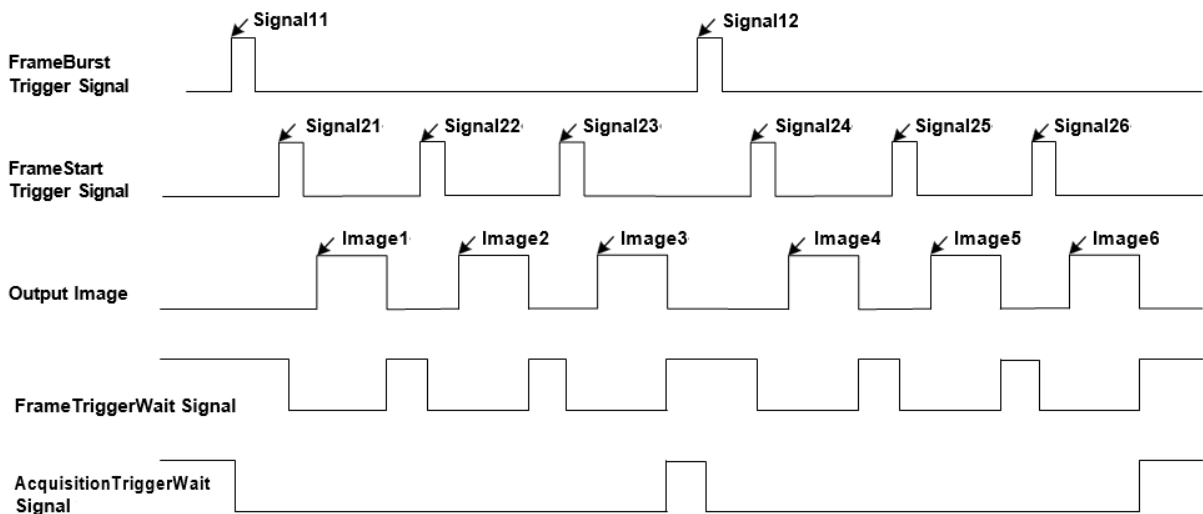 Signal11
Signal12
FrameBurst
Trigger Signal
Signal21
Signal22
Signal23
Signal24
Signal25
Signal26
FrameStart
Trigger Signal
Image1
Image2
Image3
Image4
Image5
Image6
Output Image
FrameTriggerWait Signal
AcquisitionTriggerWait
Signal